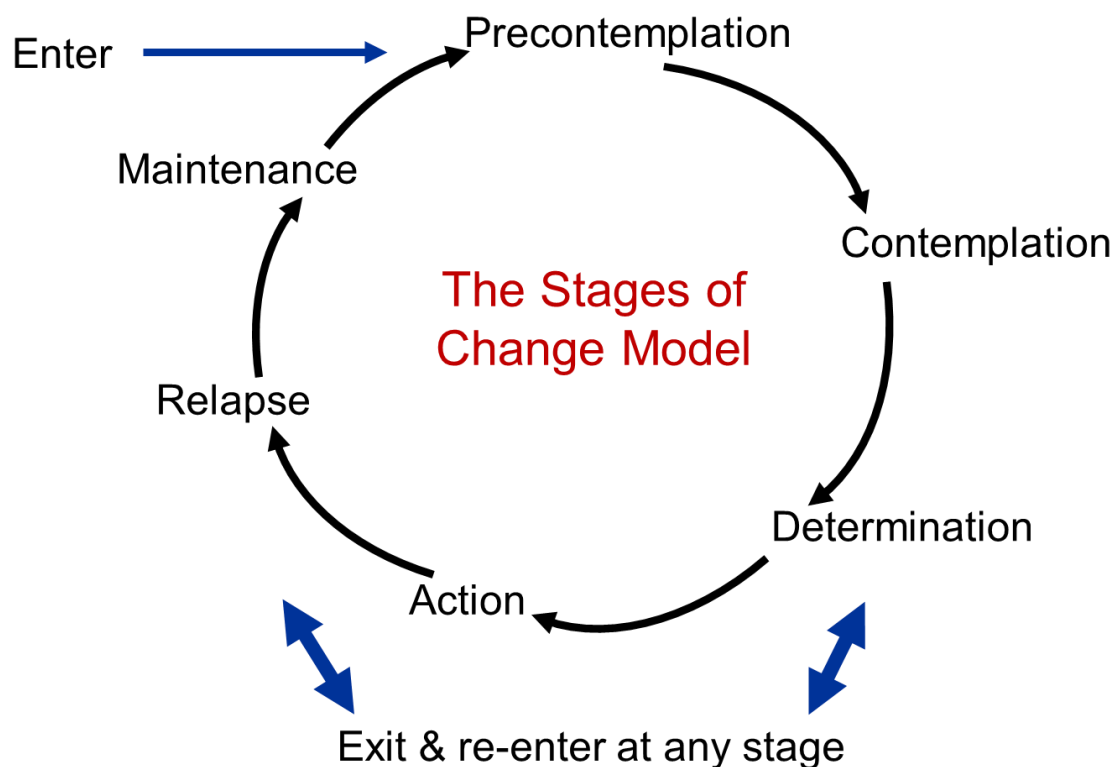 Enter
Precontemplation
Maintenance
Contemplation
The Stages of
Change Model
Relapse
Determination
Action
Exit & re-enter at any stage